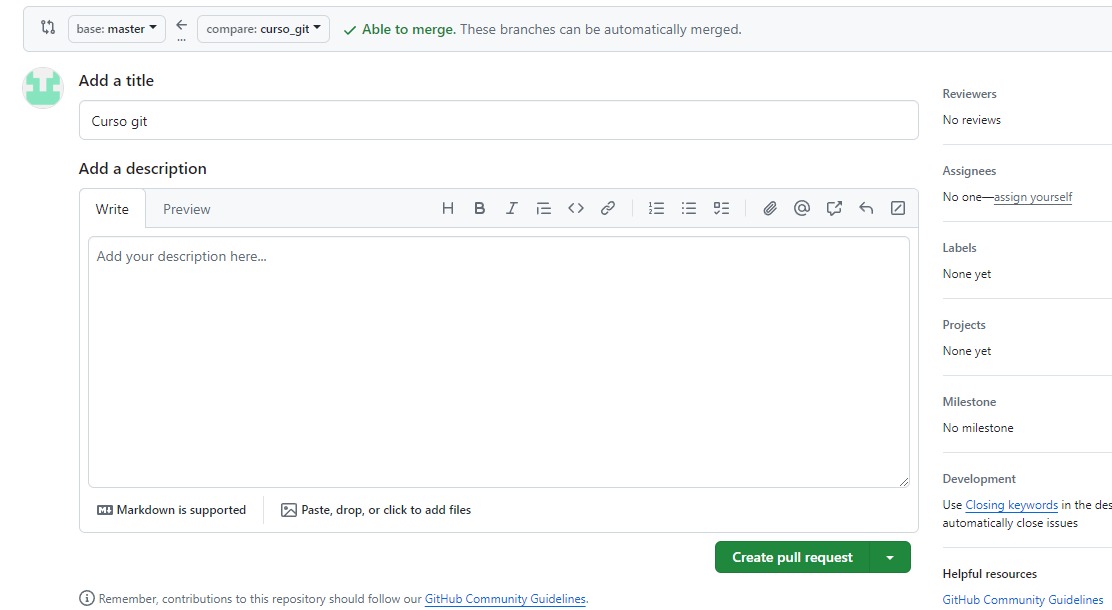 base: master
compare: curso_git
Able to merge. These branches can be automatically merged.
Add a title
Curso git
Add a description
Write
Preview
Add your description here...
Markdown is supported
Paste, drop, or click to add files
Create pull request
Remember, contributions to this repository should follow our GitHub Community Guidelines.
Reviewers
No reviews
Assignees
No one—assign yourself
Labels
None yet
Projects
None yet
Milestone
No milestone
Development
Use Closing keywords in the des
automatically close issues
Helpful resources
GitHub Community Guidelines